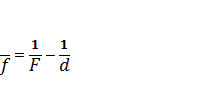 _/f = 1/F − 1/d